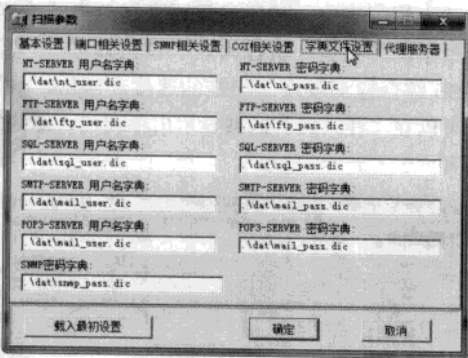 扫描参数
基本设置 端口相关设置 SNMP相关设置 CGI相关设置 字典文件设置 代理服务器
NT-SERVER 用户名字典: NT-SERVER 密码字典:
.\dat\nt_user.dic .\dat\nt_pass.dic
FTP-SERVER 用户名字典: FTP-SERVER 密码字典:
.\dat\ftp_user.dic .\dat\ftp_pass.dic
SQL-SERVER 用户名字典: SQL-SERVER 密码字典:
.\dat\sql_user.dic .\dat\sql_pass.dic
SMTP-SERVER 用户名字典: SMTP-SERVER 密码字典:
.\dat\mail_user.dic .\dat\mail_pass.dic
POP3-SERVER 用户名字典: POP3-SERVER 密码字典:
.\dat\mail_user.dic .\dat\mail_pass.dic
SNMP密码字典:
.\dat\snmp_pass.dic
载入最初设置 确定 取消